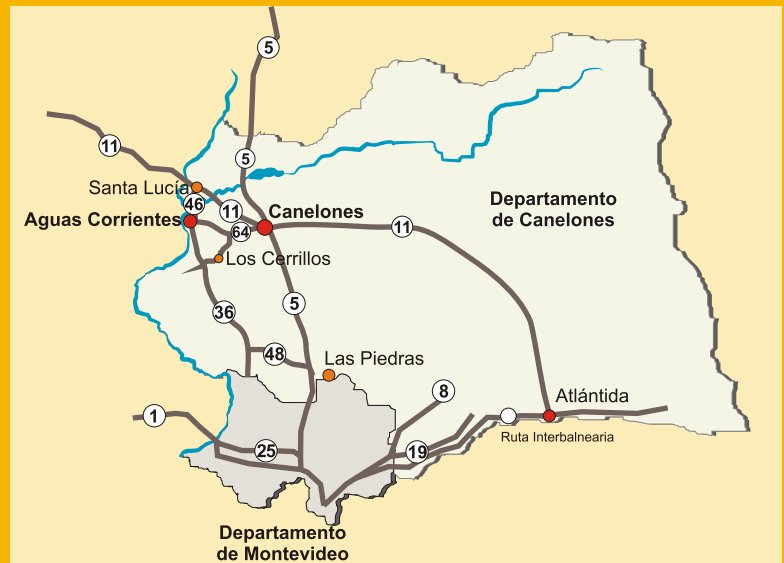 5
11
5
Santa Lucía
46
11
Departamento
de Canelones
Aguas Corrientes
Canelones
64
11
Los Cerrillos
5
36
48
Las Piedras
8
Atlántida
1
Ruta Interbalnearia
25
19
Departamento
de Montevideo